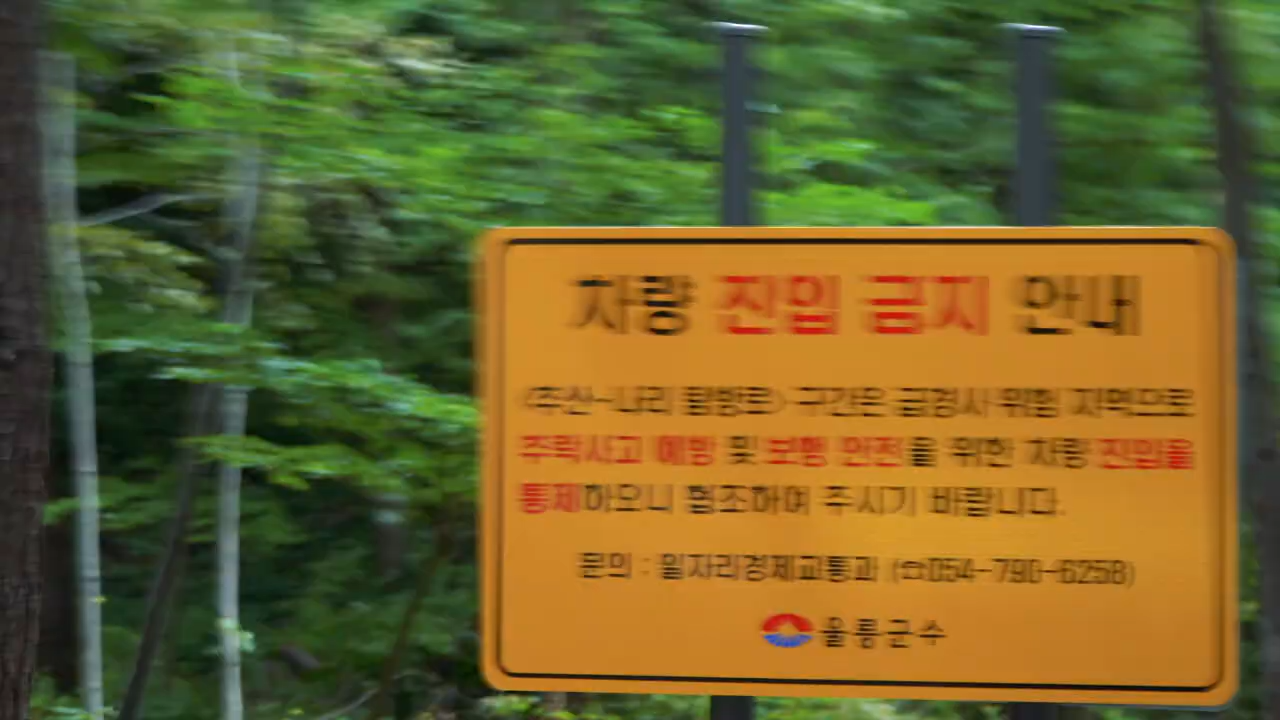 차량 진입 금지 안내
<추산~나리 탐방로> 구간은 급경사 위험 지역으로
추락사고 예방 및 보행 안전을 위한 차량 진입을
통제하오니 협조하여 주시기 바랍니다.
문의 : 일자리경제교통과 (☎054-790-6258)
울릉군수